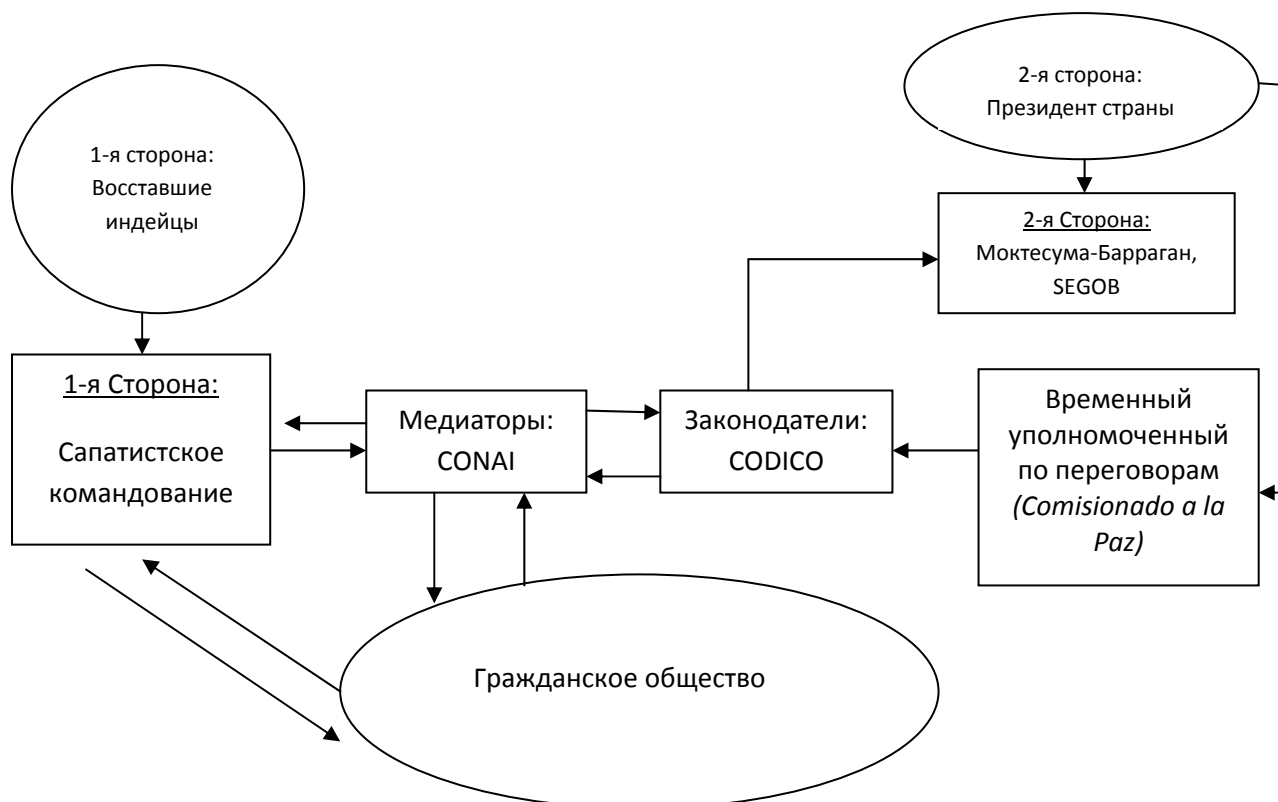 1-я сторона:
Восставшие
индейцы
2-я сторона:
Президент страны
2-я Сторона:
Моктесума-Барраган,
SEGOB
1-я Сторона:
Сапатистское
командование
Медиаторы:
CONAI
Законодатели:
CODICO
Временный
уполномоченный
по переговорам
(Comisionado a la
Paz)
Гражданское общество